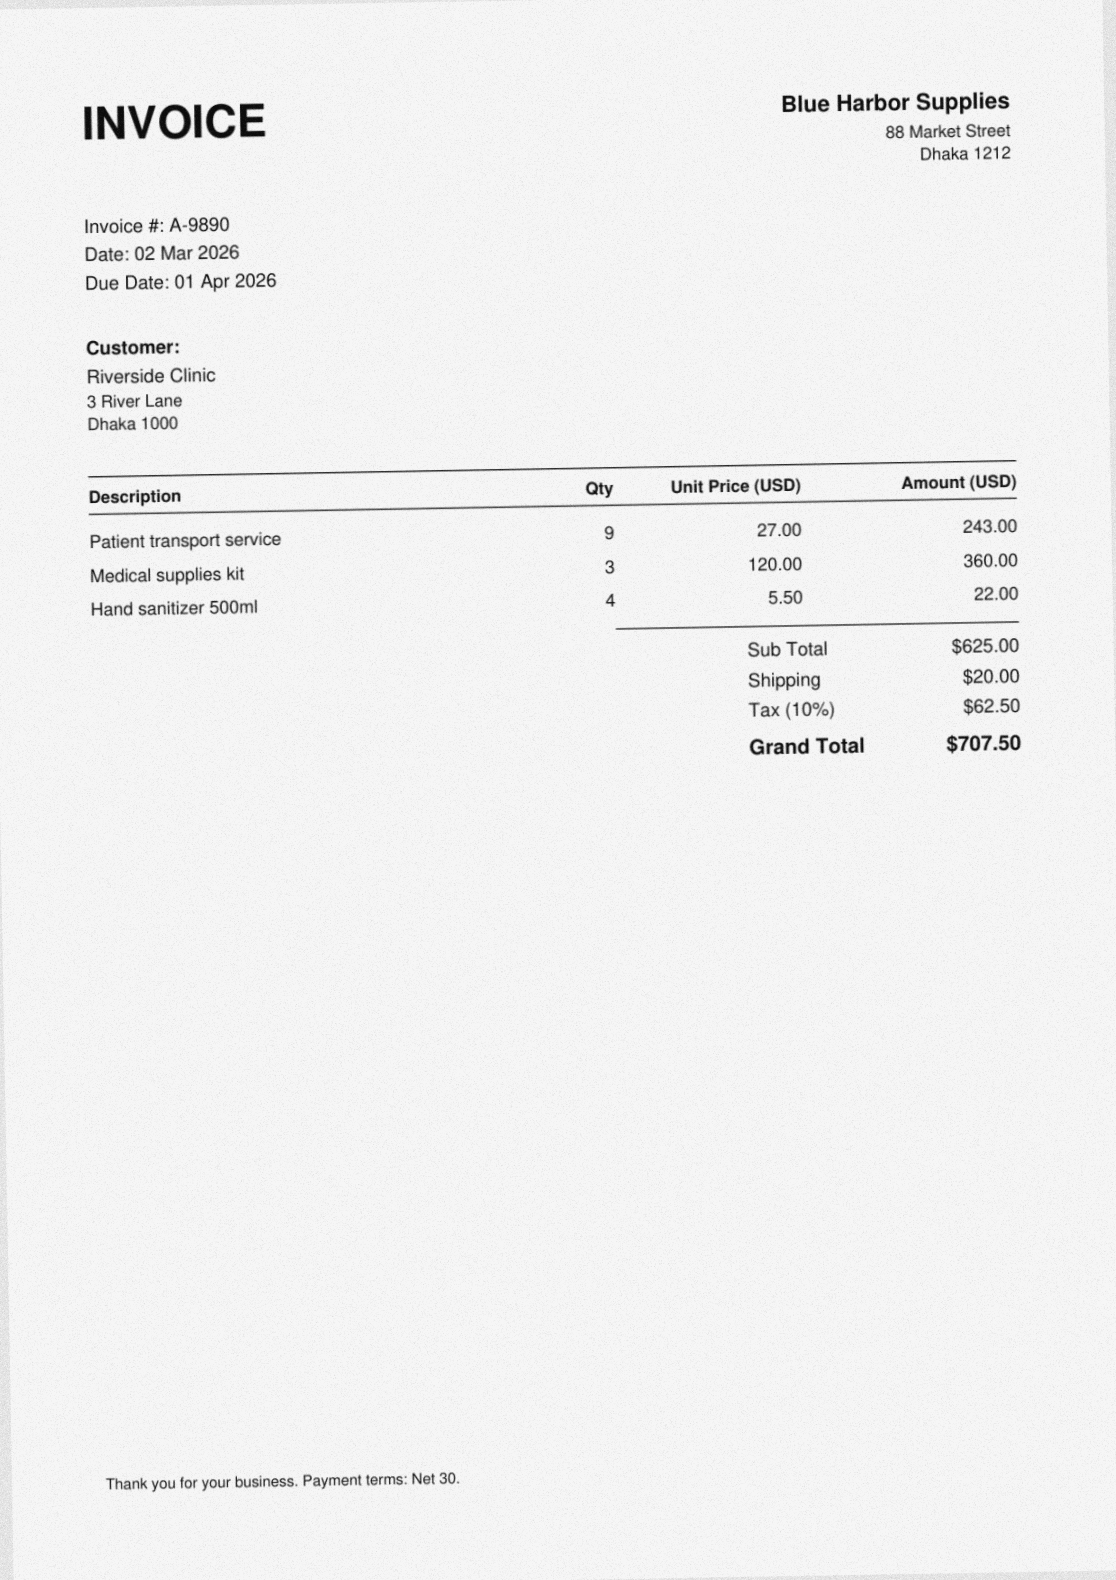 INVOICE
Blue Harbor Supplies
88 Market Street
Dhaka 1212
Invoice #: A-9890
Date: 02 Mar 2026
Due Date: 01 Apr 2026
Customer:
Riverside Clinic
3 River Lane
Dhaka 1000
Description Qty Unit Price (USD) Amount (USD)
Patient transport service 9 27.00 243.00
Medical supplies kit 3 120.00 360.00
Hand sanitizer 500ml 4 5.50 22.00
Sub Total $625.00
Shipping $20.00
Tax (10%) $62.50
Grand Total $707.50
Thank you for your business. Payment terms: Net 30.